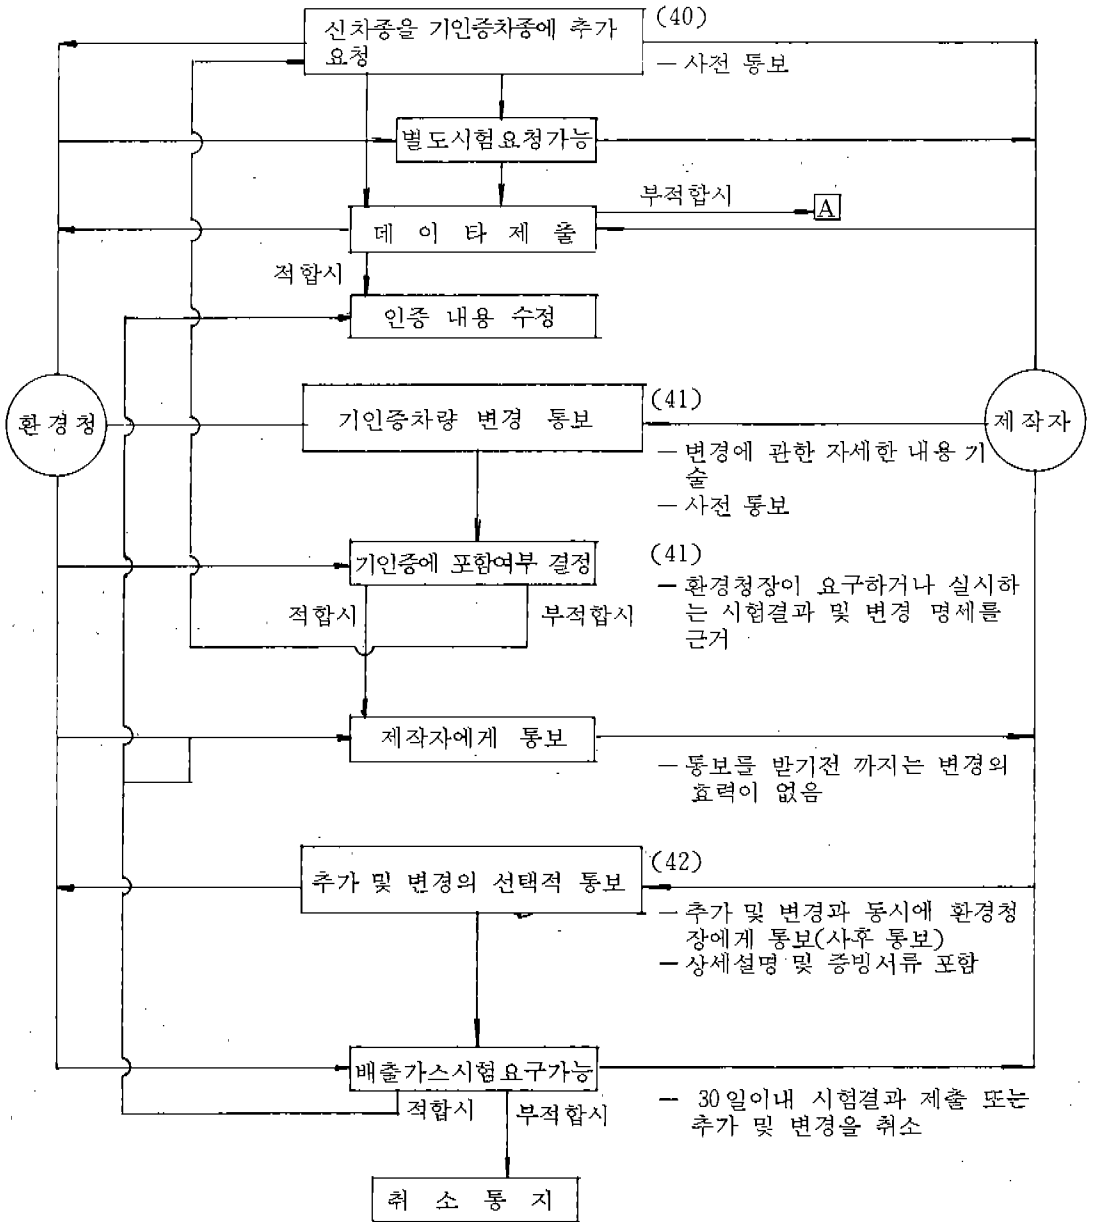 신차종을 기인증차종에 추가
요청
(40)
― 사전 통보
별도시험요청가능
부적합시
A
데 이 타 제 출
적합시
인증 내용 수정
환경청
제작자
기인증차량 변경 통보
(41)
― 변경에 관한 자세한 내용 기
술
― 사전 통보
기인증에 포함여부 결정
(41)
― 환경청장이 요구하거나 실시하
는 시험결과 및 변경 명세를
근거
적합시
부적합시
제작자에게 통보
― 통보를 받기전 까지는 변경의
효력이 없음
추가 및 변경의 선택적 통보
(42)
― 추가 및 변경과 동시에 환경청
장에게 통보(사후 통보)
― 상세설명 및 증빙서류 포함
배출가스시험요구가능
적합시
부적합시
― 30일이내 시험결과 제출 또는
추가 및 변경을 취소
취 소 통 지